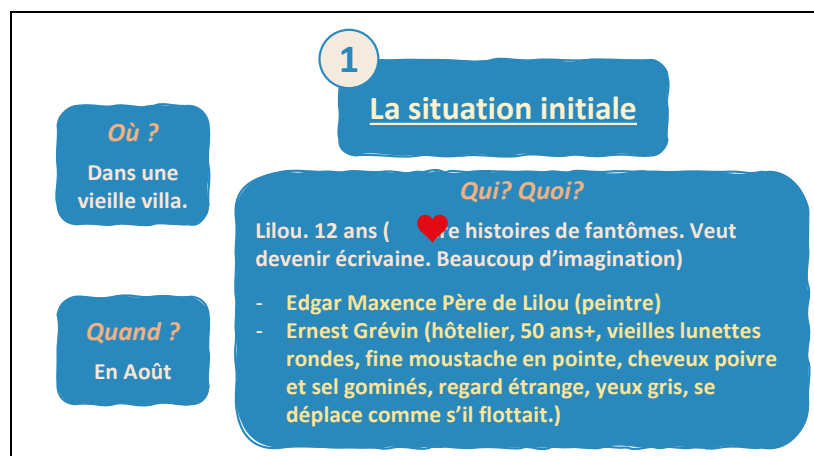 1
La situation initiale
Où ?
Dans une
vieille villa.
Qui? Quoi?
Lilou. 12 ans ( re histoires de fantômes. Veut
devenir écrivaine. Beaucoup d'imagination)
- Edgar Maxence Père de Lilou (peintre)
- Ernest Grévin (hôtelier, 50 ans+, vieilles lunettes
rondes, fine moustache en pointe, cheveux poivre
et sel gominés, regard étrange, yeux gris, se
déplace comme s'il flottait.)
Quand ?
En Août